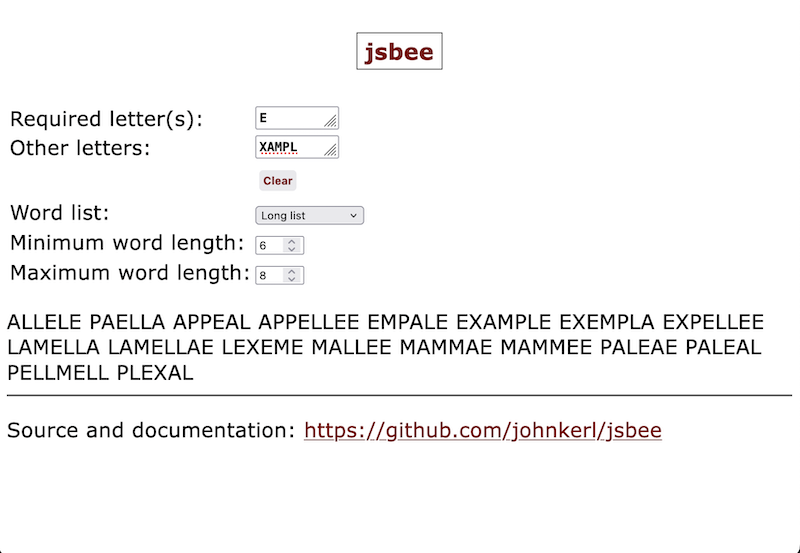 jsbee
Required letter(s): E
Other letters: XAMPL
Clear
Word list: Long list
Minimum word length: 6
Maximum word length: 8
ALLELE PAELLA APPEAL APPELLEE EMPALE EXAMPLE EXEMPLA EXPELLEE
LAMELLA LAMELLAE LEXEME MALLEE MAMMAE MAMMEE PALEAE PALEAL
PELLMELL PLEXAL
Source and documentation: https://github.com/johnkerl/jsbee